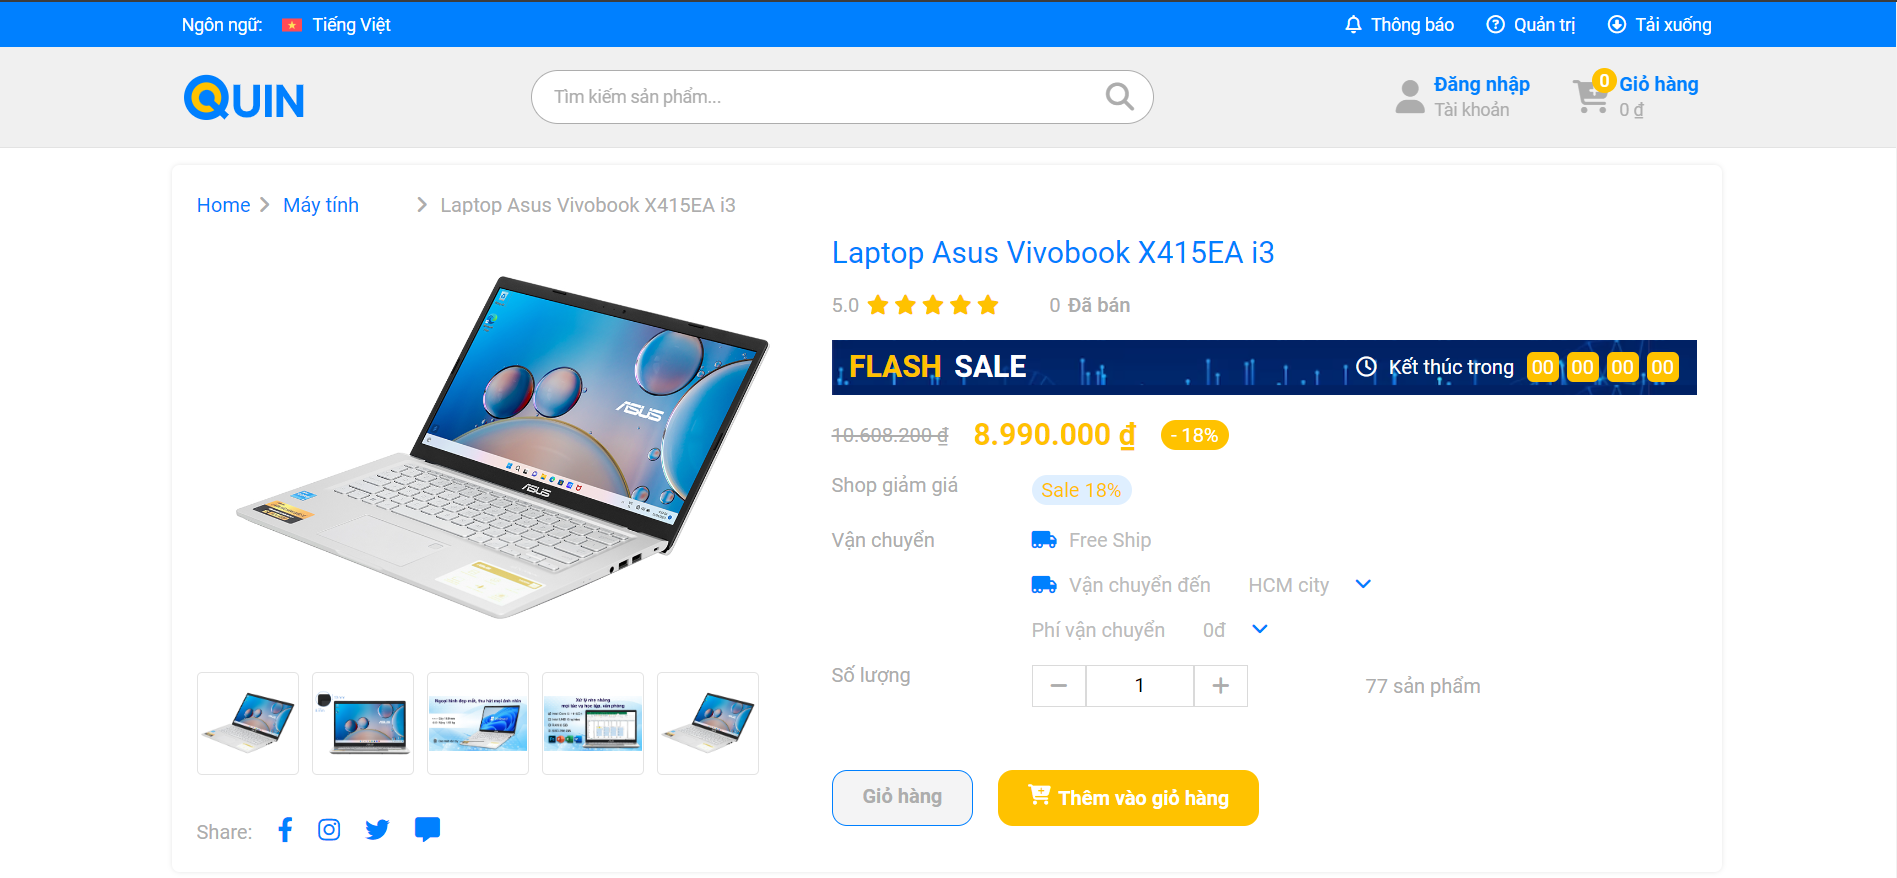 Ngôn ngữ: Tiếng Việt
Thông báo Quản trị Tải xuống
QUIN
Tìm kiếm sản phẩm...
Đăng nhập
Tài khoản
0 Giỏ hàng
0 ₫
Home Máy tính Laptop Asus Vivobook X415EA i3
Laptop Asus Vivobook X415EA i3
5.0 0 Đã bán
FLASH SALE Kết thúc trong 00 00 00 00
10.608.200 ₫ 8.990.000 ₫ - 18%
Shop giảm giá Sale 18%
Vận chuyển Free Ship
Vận chuyển đến HCM city
Phí vận chuyển 0đ
Số lượng 1 77 sản phẩm
ASUS
ASUS
Giỏ hàng Thêm vào giỏ hàng
Share: